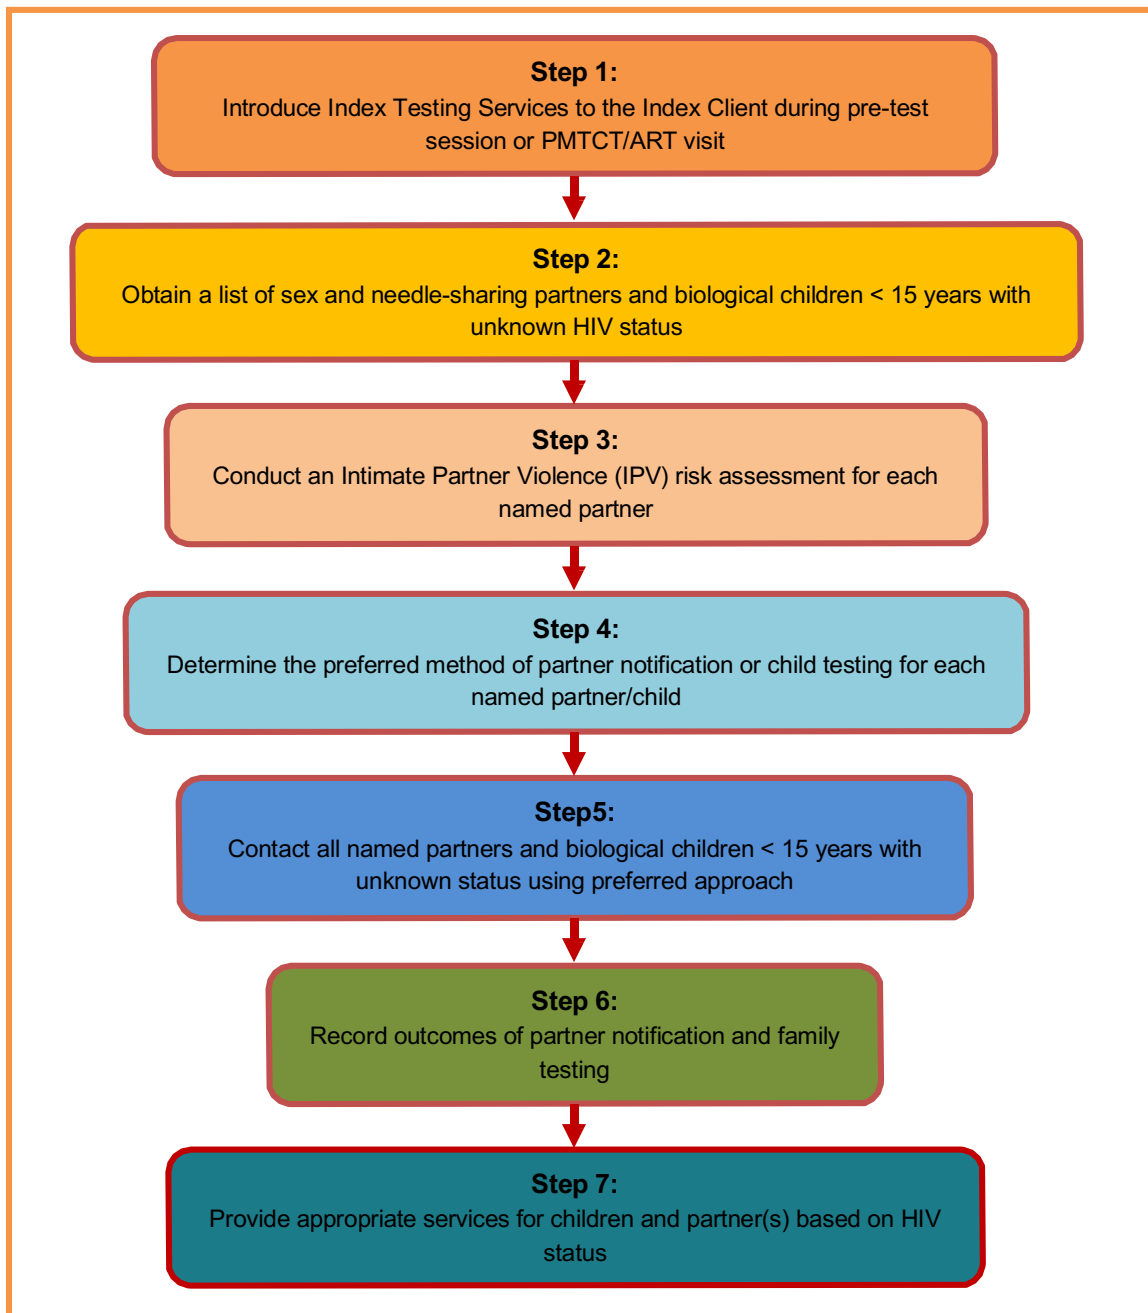 Step 1:
Introduce Index Testing Services to the Index Client during pre-test
session or PMTCT/ART visit
Step 2:
Obtain a list of sex and needle-sharing partners and biological children < 15 years with
unknown HIV status
Step 3:
Conduct an Intimate Partner Violence (IPV) risk assessment for each
named partner
Step 4:
Determine the preferred method of partner notification or child testing for each
named partner/child
Step5:
Contact all named partners and biological children < 15 years with
unknown status using preferred approach
Step 6:
Record outcomes of partner notification and family
testing
Step 7:
Provide appropriate services for children and partner(s) based on HIV
status